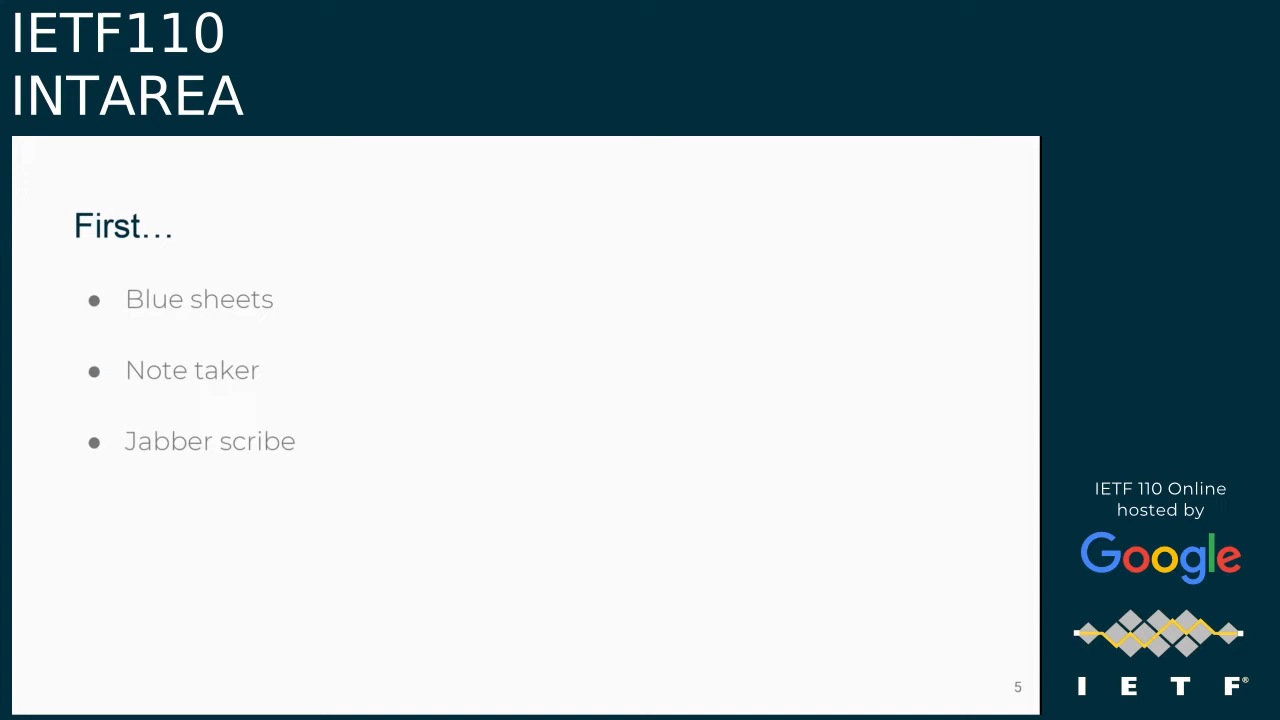 IETF110
INTAREA
First…
● Blue sheets
● Note taker
● Jabber scribe
5
IETF 110 Online
hosted by
Google
I E T F®